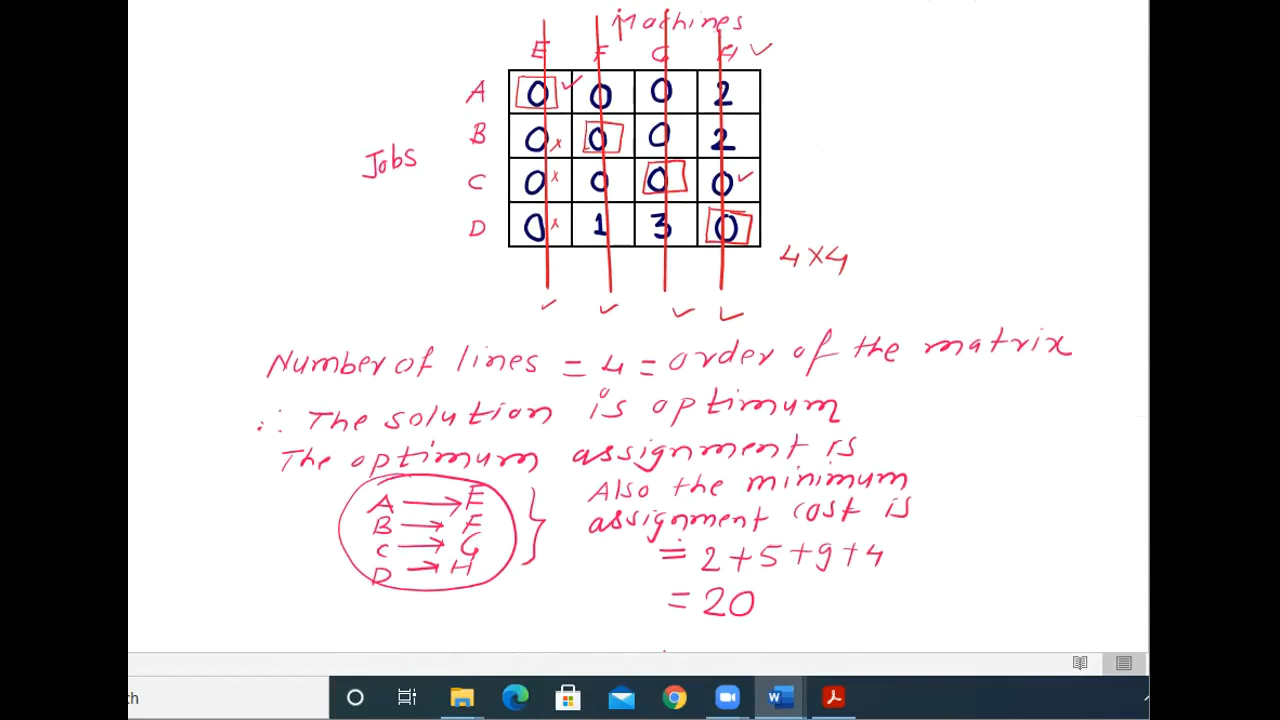 Machines
E F G H
A 0 0 0 2
B 0 0 0 2
Jobs
C 0 0 0 0
D 0 1 3 0
4×4
Number of lines = 4 = order of the matrix
∴ The solution is optimum
The optimum assignment is
A → E
B → F
C → G
D → H
Also the minimum
assignment cost is
= 2+5+9+4
= 20
ch